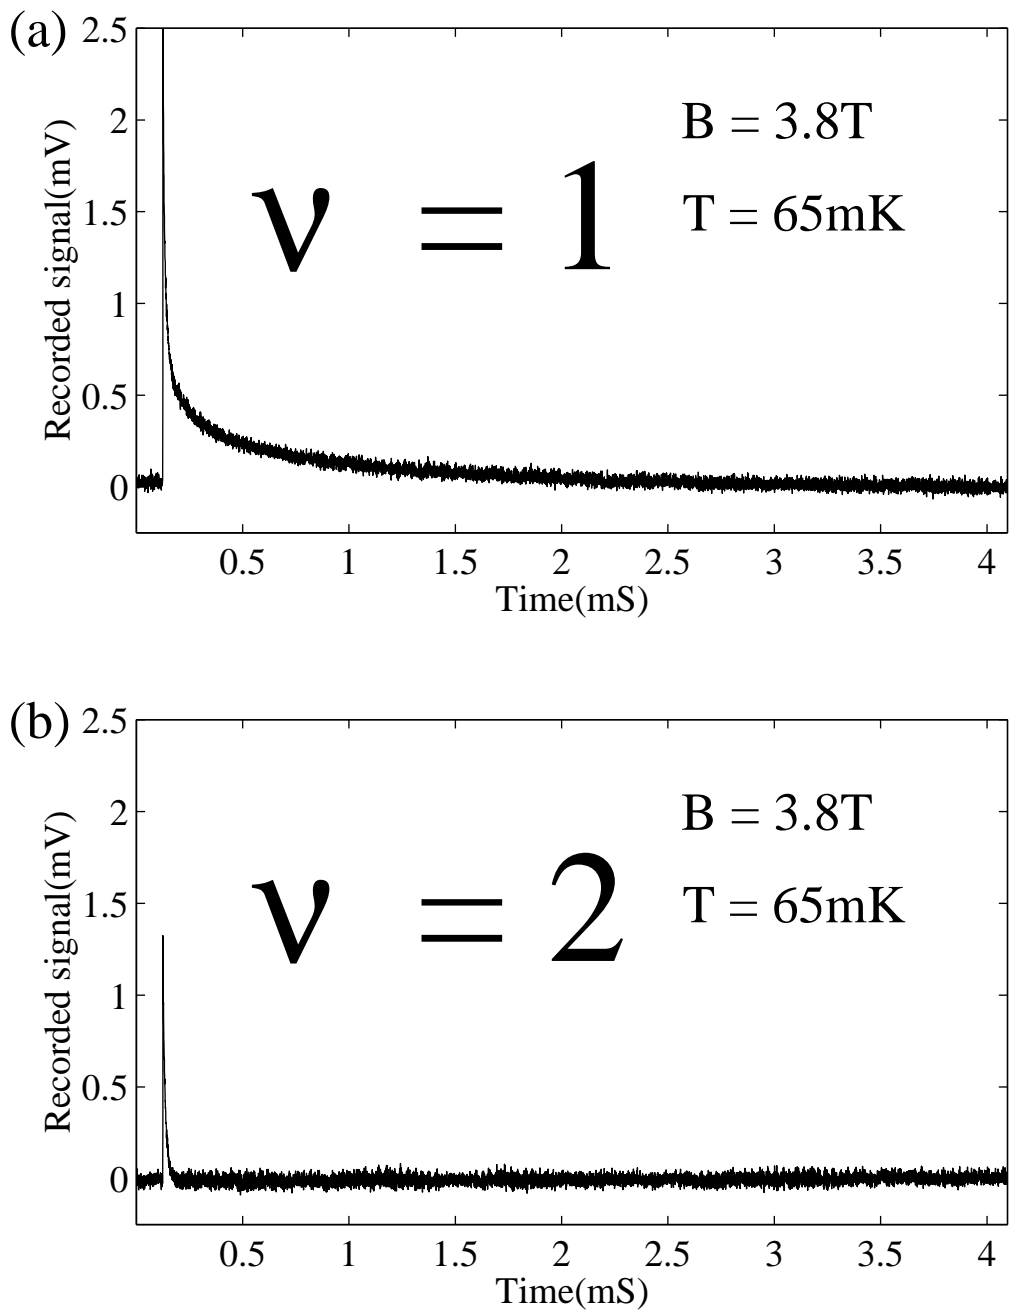 (a)
2.5
2
1.5
1
0.5
0
Recorded signal(mV)
ν = 1
B = 3.8T
T = 65mK
0.5 1 1.5 2 2.5 3 3.5 4
Time(mS)
(b)
2.5
2
1.5
1
0.5
0
Recorded signal(mV)
ν = 2
B = 3.8T
T = 65mK
0.5 1 1.5 2 2.5 3 3.5 4
Time(mS)